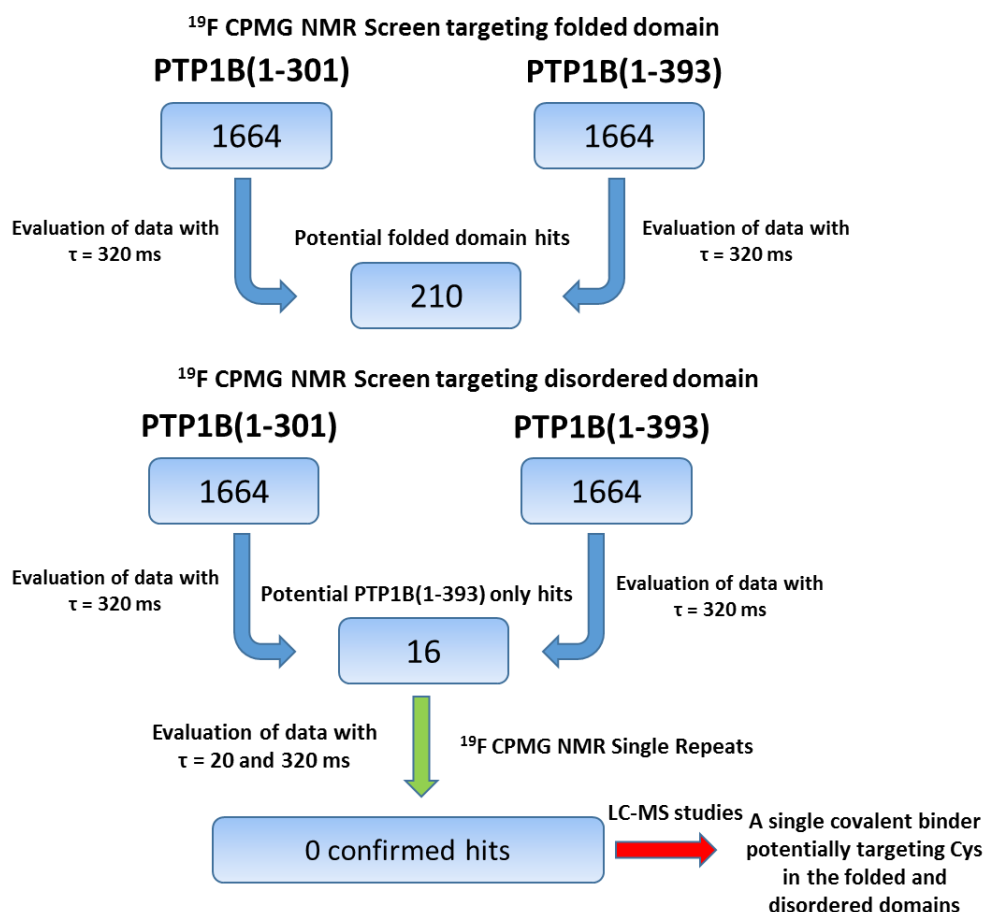 ¹⁹F CPMG NMR Screen targeting folded domain
PTP1B(1-301)
PTP1B(1-393)
1664
1664
Evaluation of data with
τ = 320 ms
Potential folded domain hits
Evaluation of data with
τ = 320 ms
210
¹⁹F CPMG NMR Screen targeting disordered domain
PTP1B(1-301)
PTP1B(1-393)
1664
1664
Evaluation of data with
τ = 320 ms
Potential PTP1B(1-393) only hits
Evaluation of data with
τ = 320 ms
16
Evaluation of data with
τ = 20 and 320 ms
¹⁹F CPMG NMR Single Repeats
0 confirmed hits
LC-MS studies
A single covalent binder
potentially targeting Cys
in the folded and
disordered domains